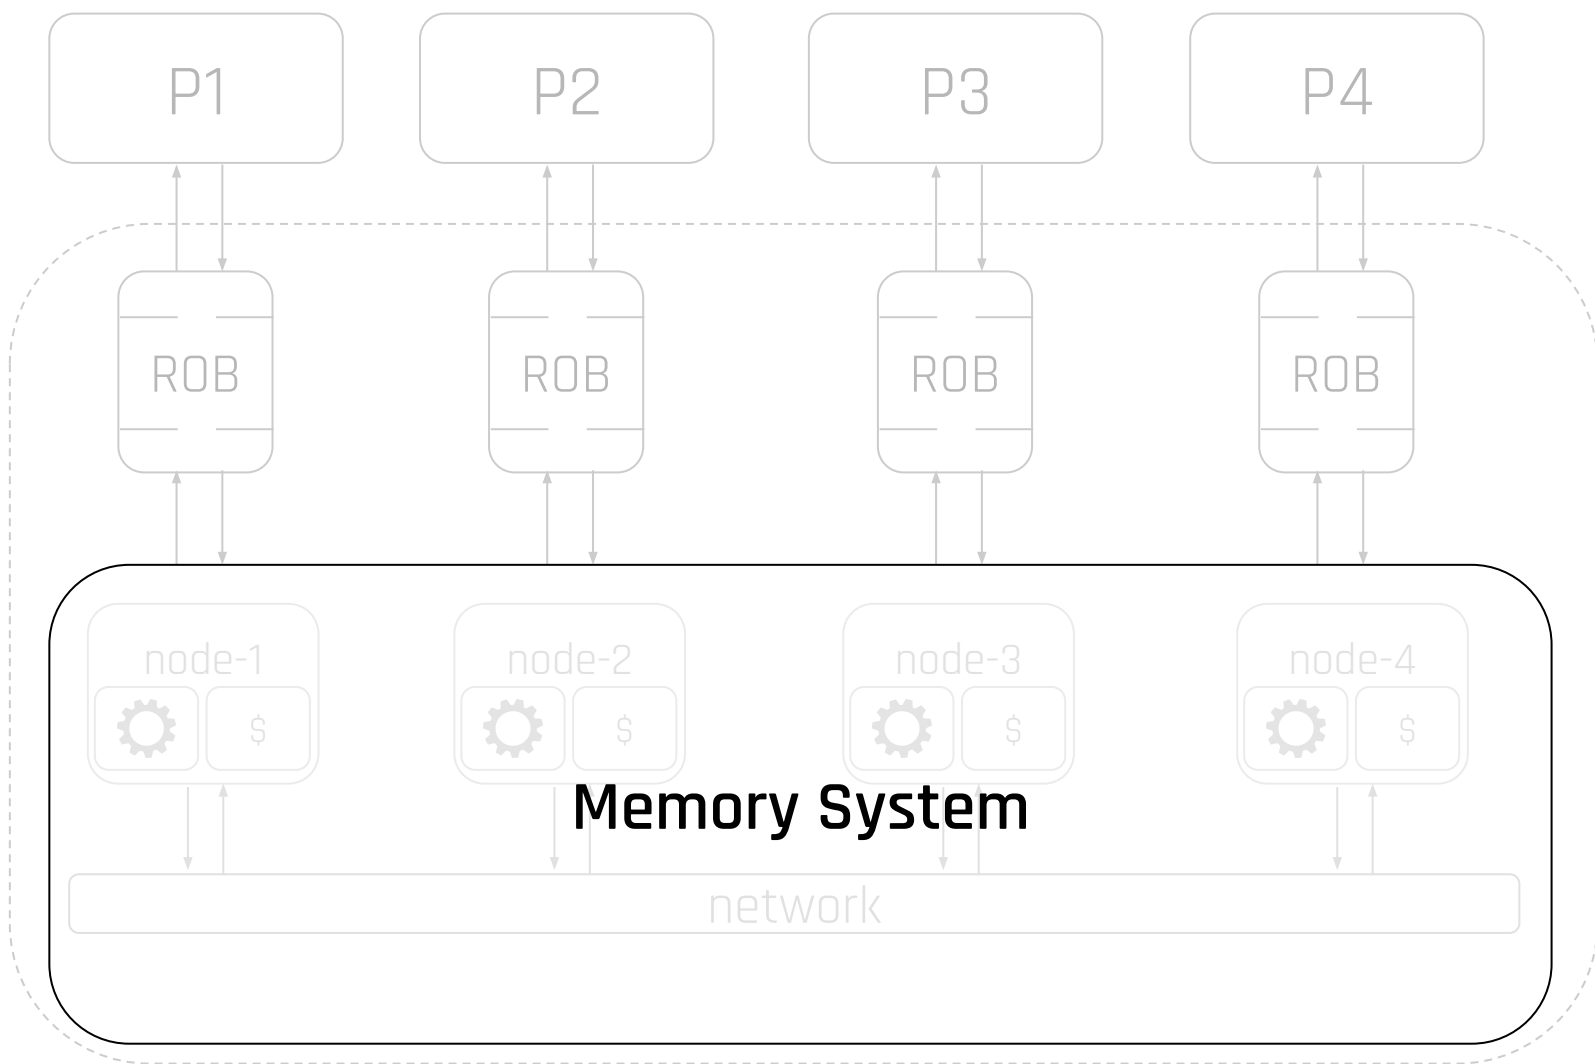 P1 P2 P3 P4
ROB ROB ROB ROB
node-1 node-2 node-3 node-4
$ $ $ $
Memory System
network